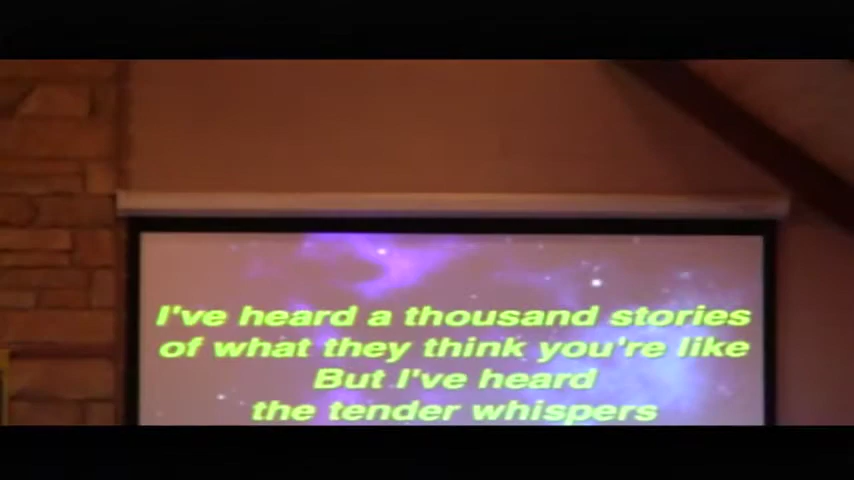 I've heard a thousand stories
of what they think you're like
But I've heard
the tender whispers